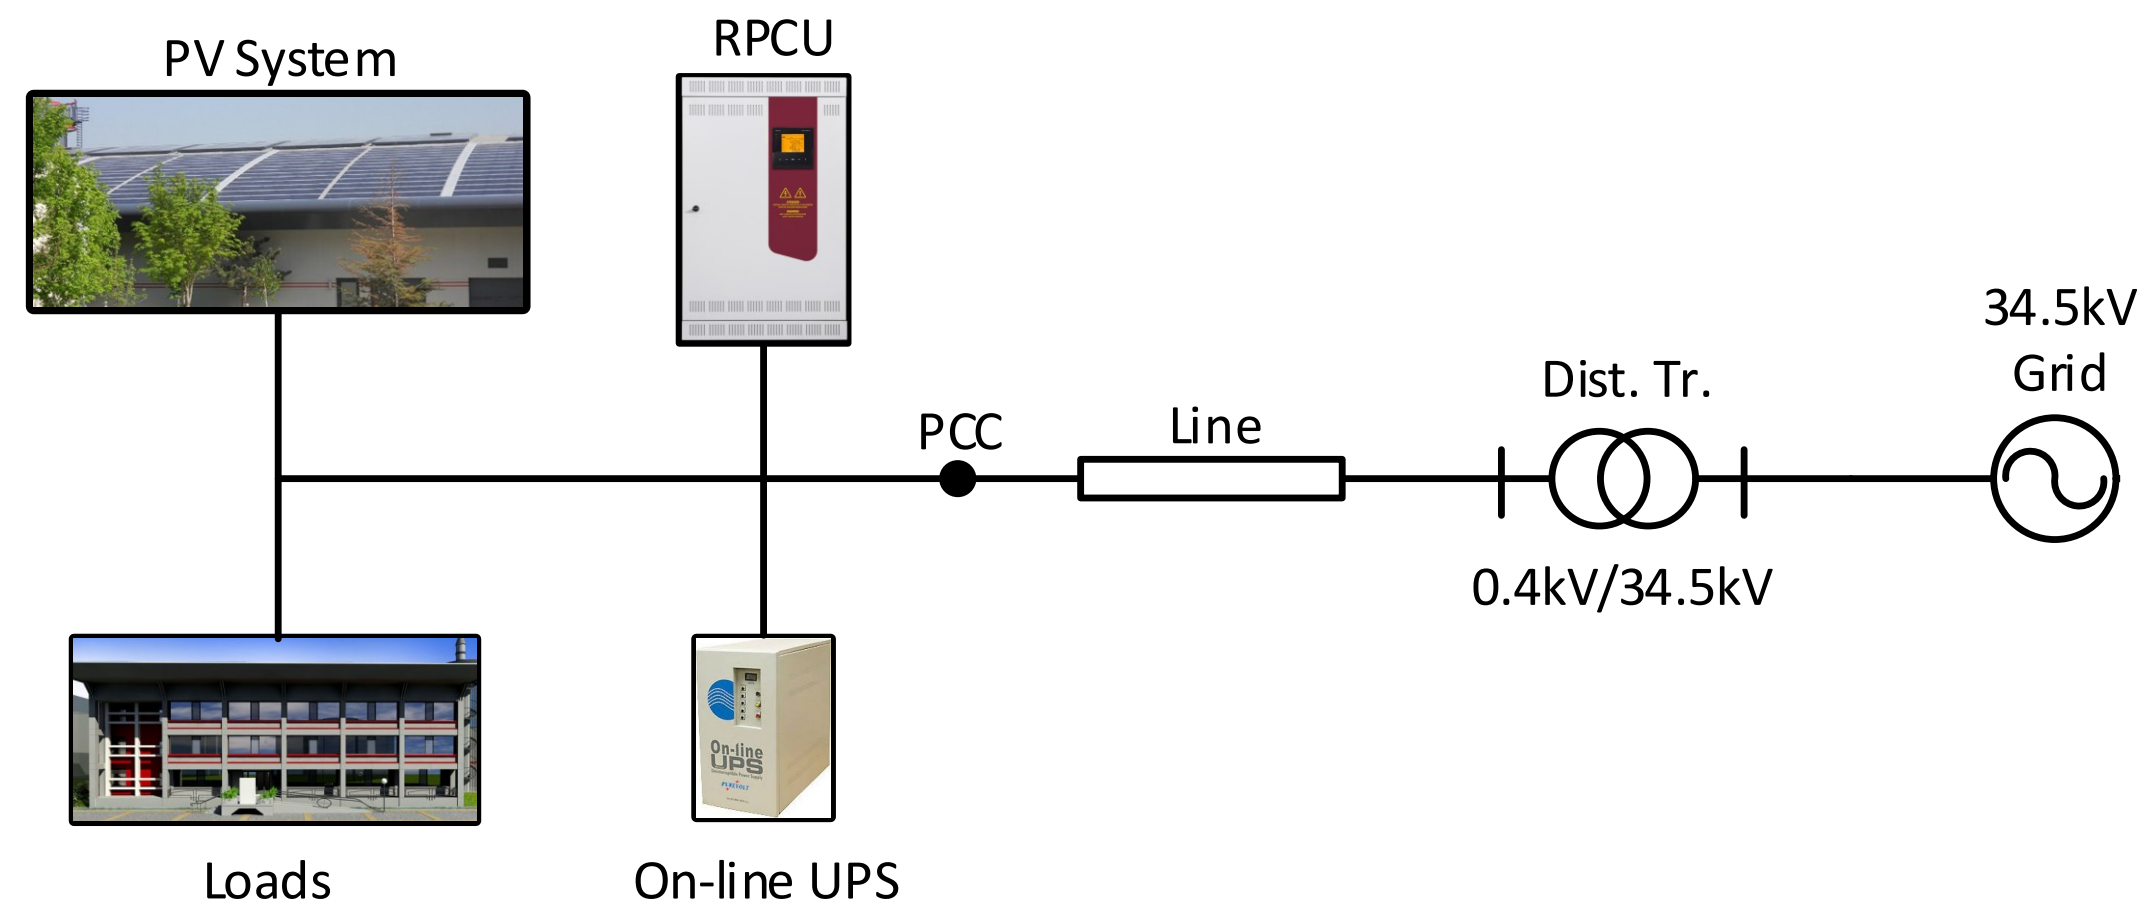 PV System
RPCU
34.5kV
Grid
Dist. Tr.
PCC
Line
0.4kV/34.5kV
On-line
UPS
Loads
On-line UPS